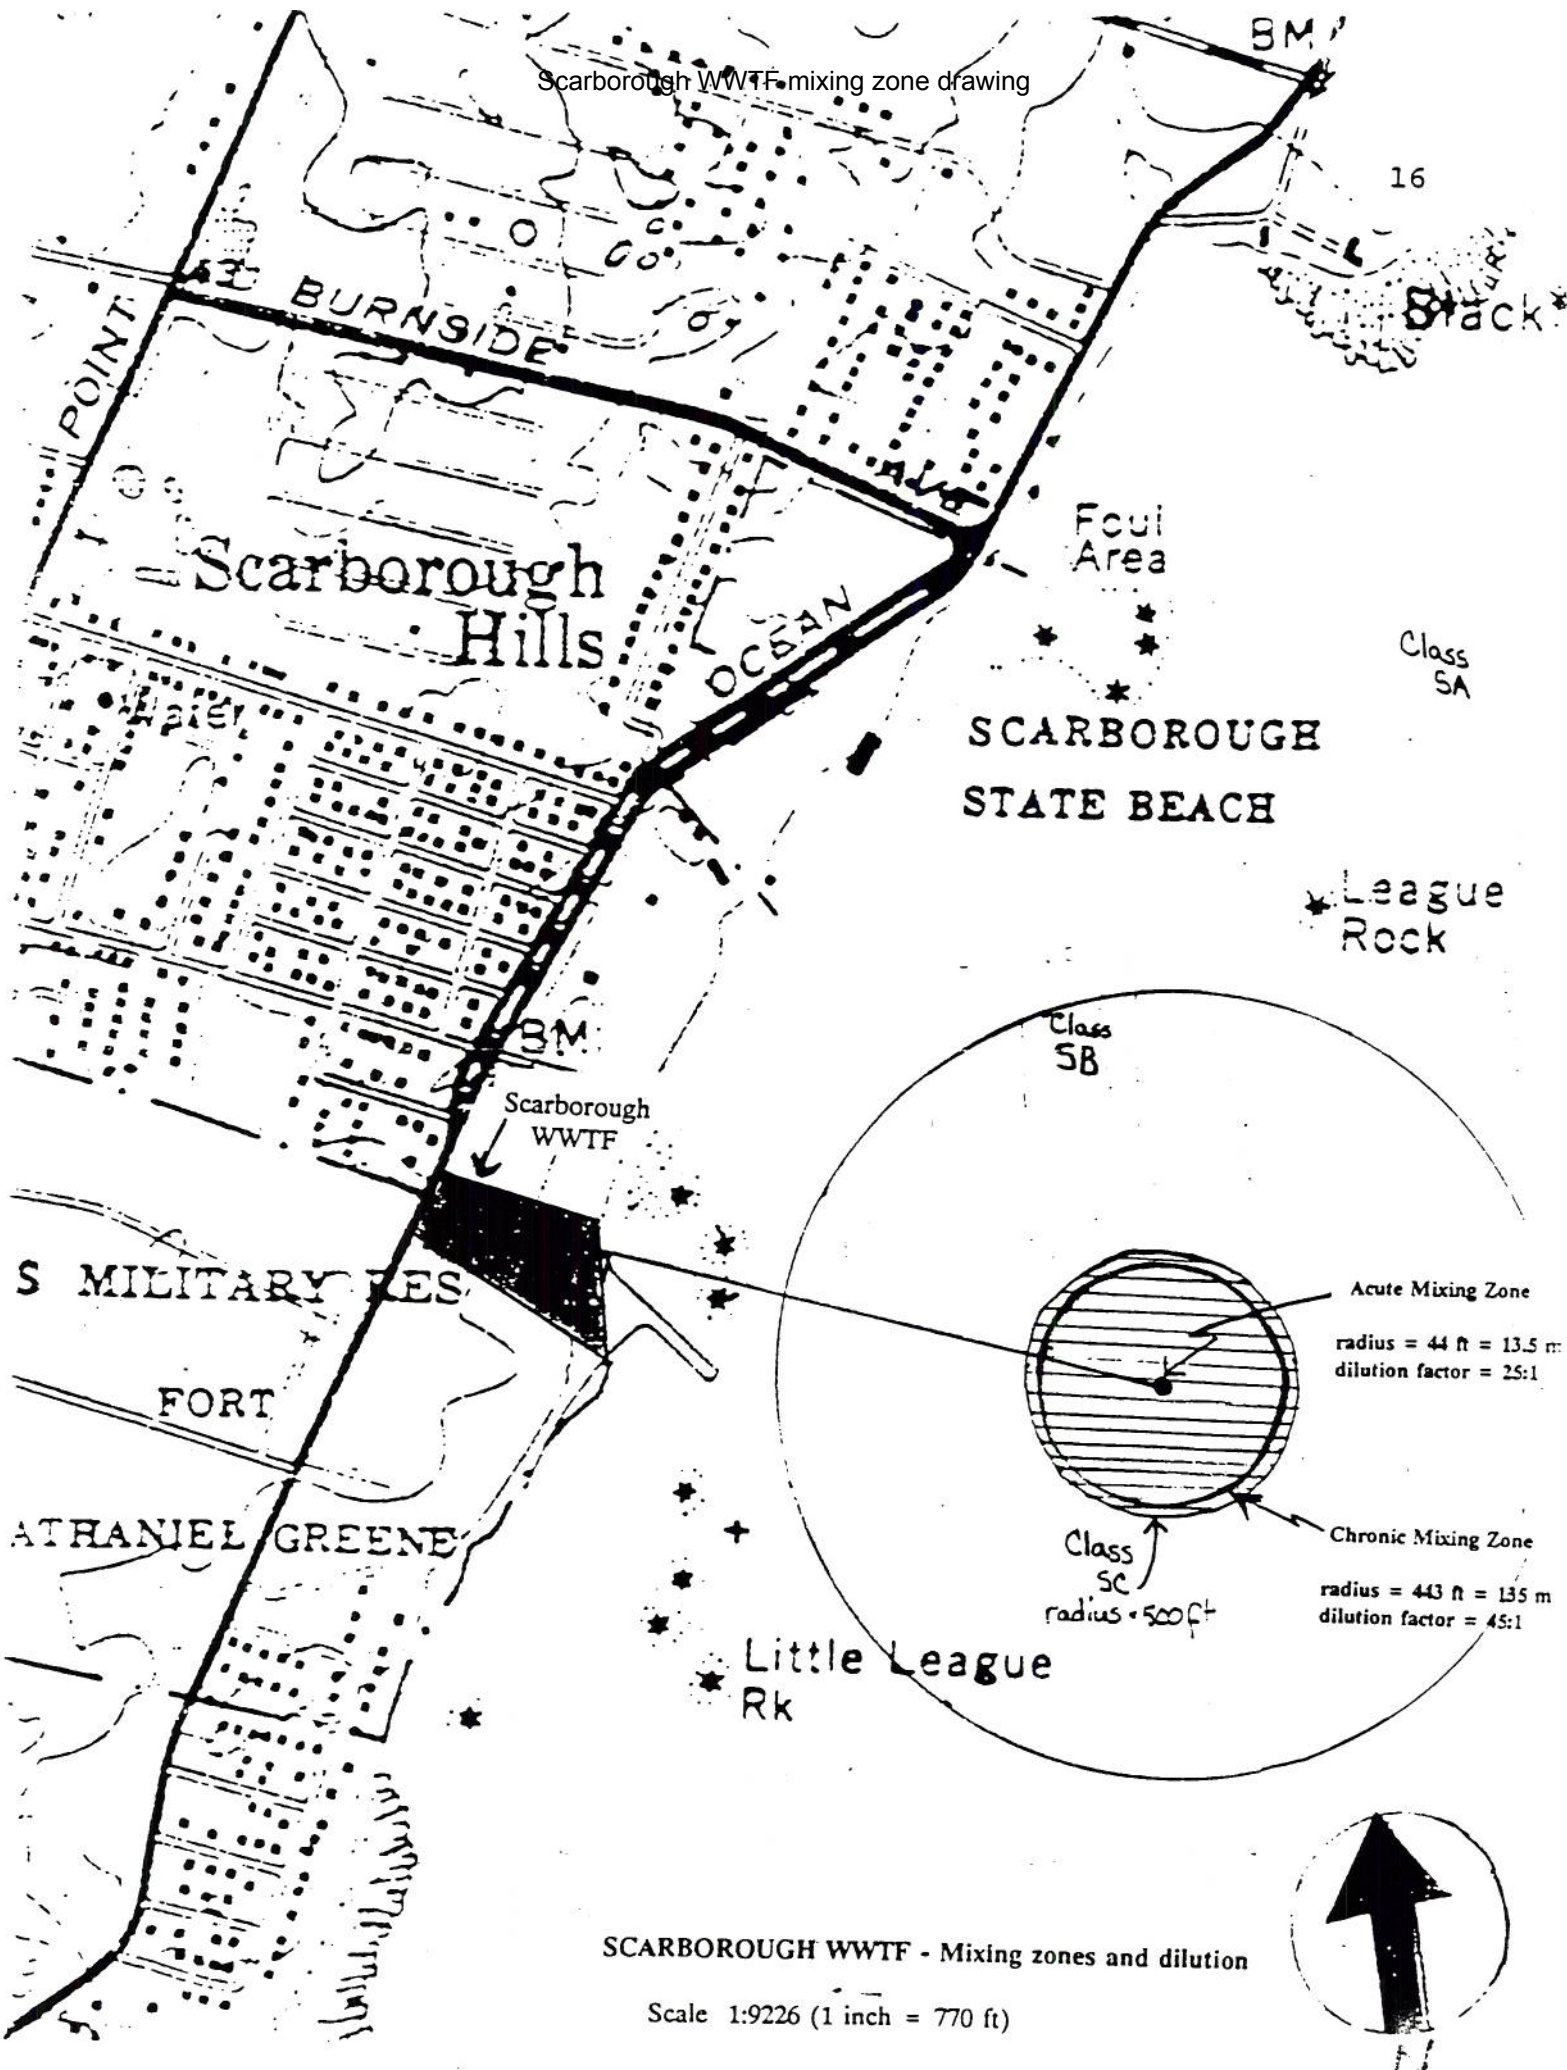 Scarborough WWTF mixing zone drawing
BM
16
BURNSIDE
AVE
POINT
Black
Foul
Area
Scarborough
Hills
OCEAN
Class
SA
Water
SCARBOROUGH
STATE BEACH
League
Rock
BM
Class
SB
Scarborough
WWTF
S MILITARY RES
Acute Mixing Zone
radius = 44 ft = 13.5 m
dilution factor = 25:1
FORT
ATHANIEL GREENE
Chronic Mixing Zone
radius = 443 ft = 135 m
dilution factor = 45:1
Class
SC
radius = 500 ft
Little League
Rk
SCARBOROUGH WWTF - Mixing zones and dilution
Scale 1:9226 (1 inch = 770 ft)
N